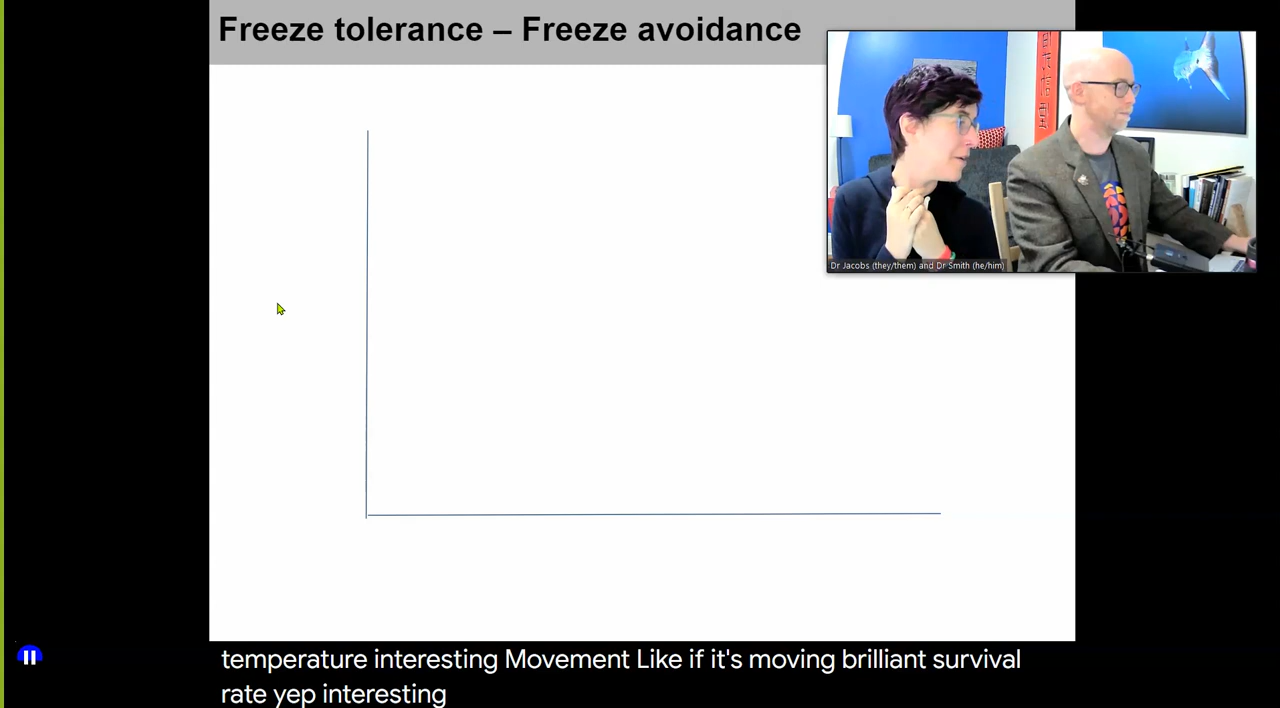 Freeze tolerance – Freeze avoidance
Dr Jacobs (they/them) and Dr Smith (he/him)
temperature interesting Movement Like if it's moving brilliant survival
rate yep interesting